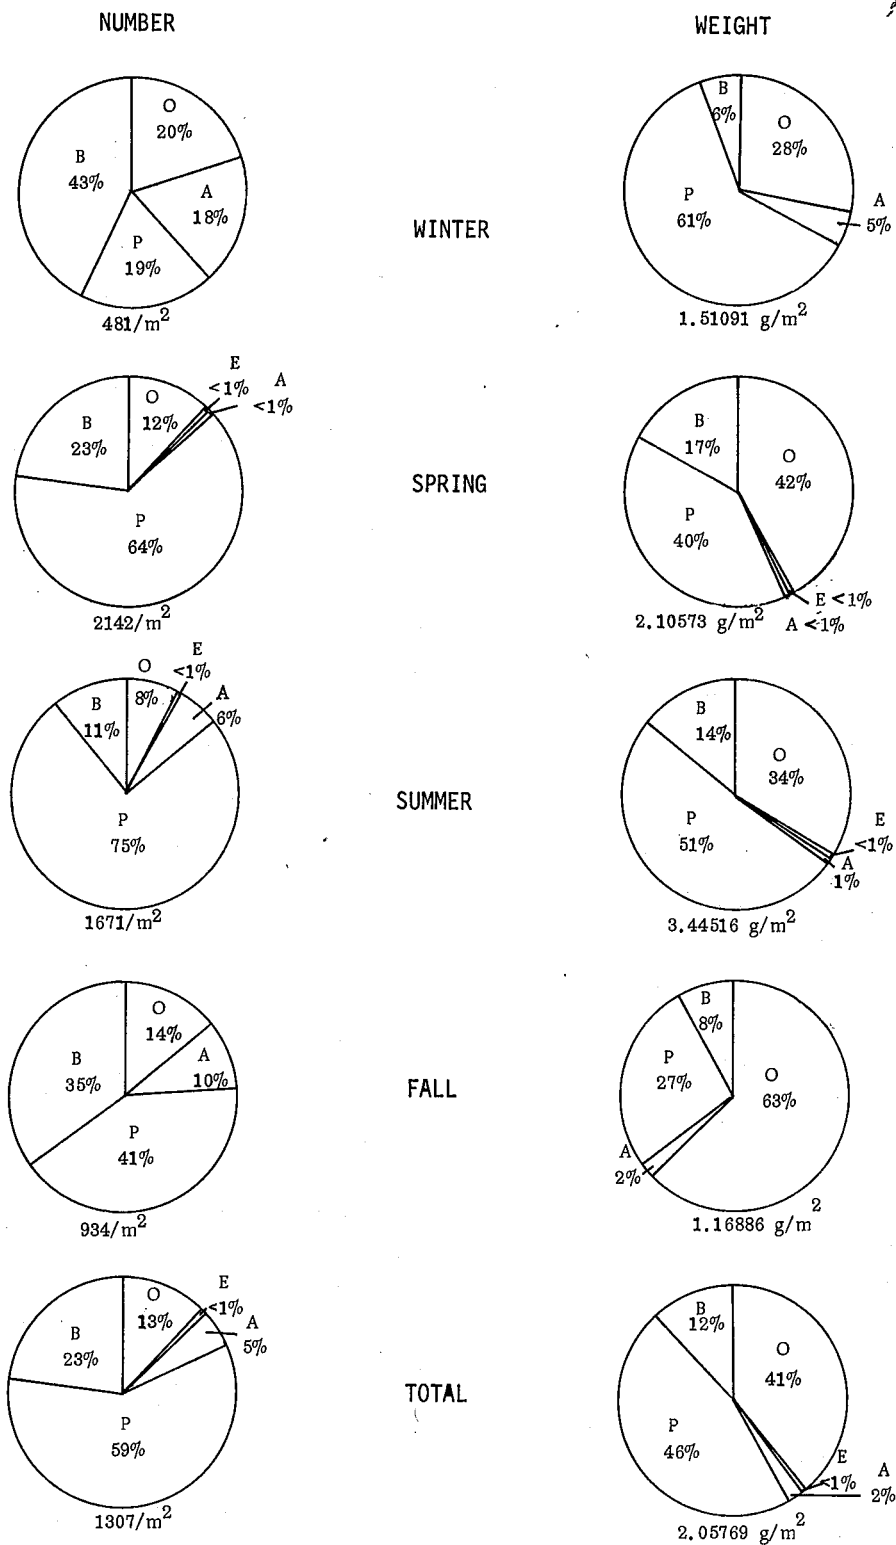 NUMBER
WEIGHT
O
20%
B
43%
A
18%
P
19%
481/m2
WINTER
B
6%
O
28%
A
5%
P
61%
1.51091 g/m2
E
<1%
A
<1%
O
12%
B
23%
P
64%
2142/m2
SPRING
B
17%
O
42%
P
40%
E <1%
A <1%
2.10573 g/m2
E
<1%
O
8%
A
6%
B
11%
P
75%
1671/m2
SUMMER
B
14%
O
34%
P
51%
E
<1%
A
1%
3.44516 g/m2
O
14%
B
35%
A
10%
P
41%
934/m2
FALL
B
8%
P
27%
O
63%
A
2%
1.16886 g/m2
E
<1%
O
13%
A
5%
B
23%
P
59%
1307/m2
TOTAL
B
12%
O
41%
P
46%
E
<1%
A
2%
2.05769 g/m2